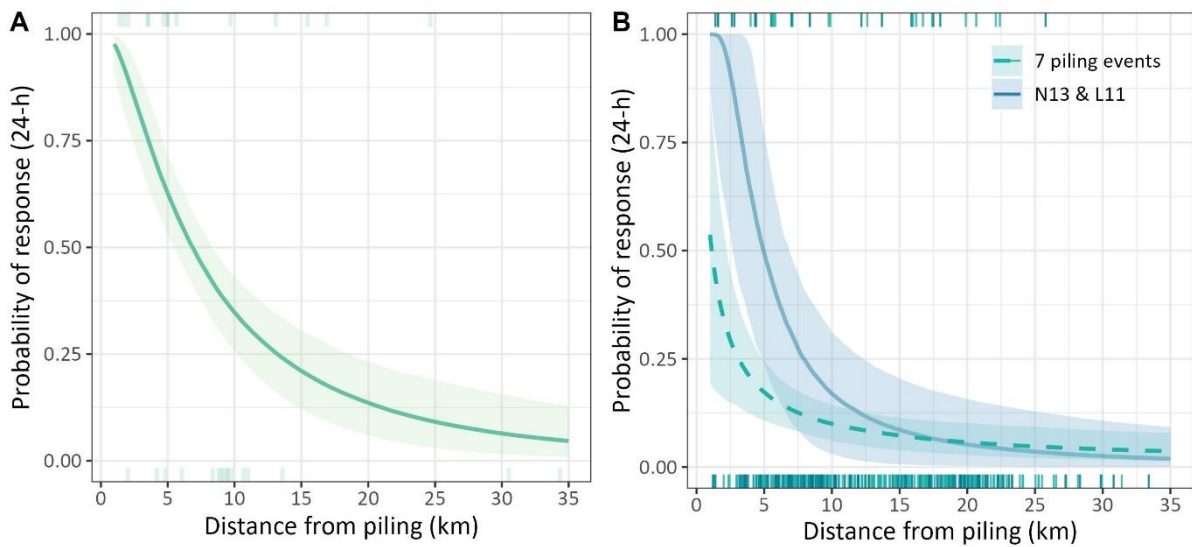 A
Probability of response (24-h)
1.00
0.75
0.50
0.25
0.00
0 5 10 15 20 25 30 35
Distance from piling (km)
B
Probability of response (24-h)
1.00
0.75
0.50
0.25
0.00
7 piling events
N13 & L11
0 5 10 15 20 25 30 35
Distance from piling (km)